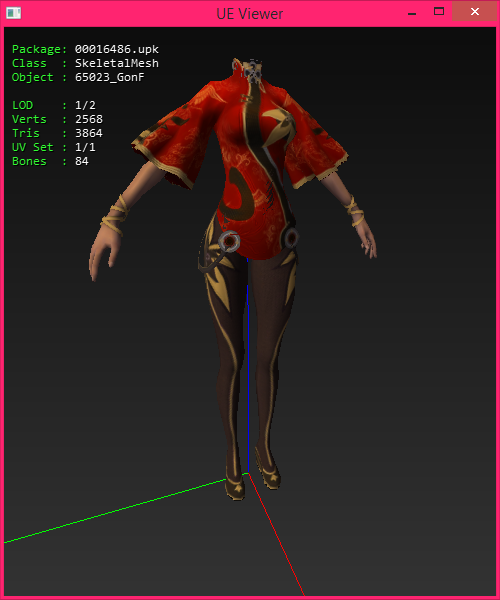 UE Viewer
Package: 00016486.upk
Class : SkeletalMesh
Object : 65023_GonF
LOD : 1/2
Verts : 2568
Tris : 3864
UV Set : 1/1
Bones : 84